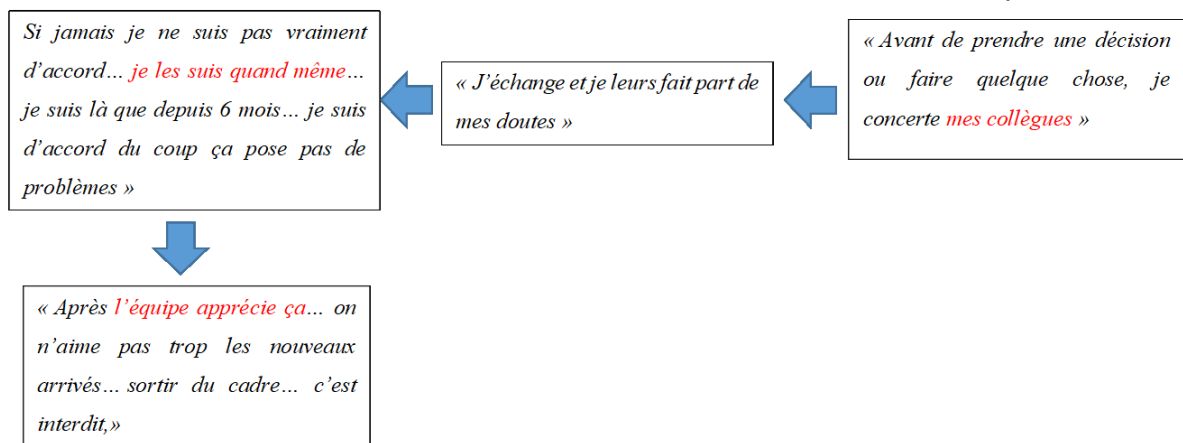 Si jamais je ne suis pas vraiment
d'accord… je les suis quand même…
je suis là que depuis 6 mois… je suis
d'accord du coup ça pose pas de
problèmes »
« J'échange et je leurs fait part de
mes doutes »
« Avant de prendre une décision
ou faire quelque chose, je
concerte mes collègues »
« Après l'équipe apprécie ça… on
n'aime pas trop les nouveaux
arrivés… sortir du cadre… c'est
interdit,»